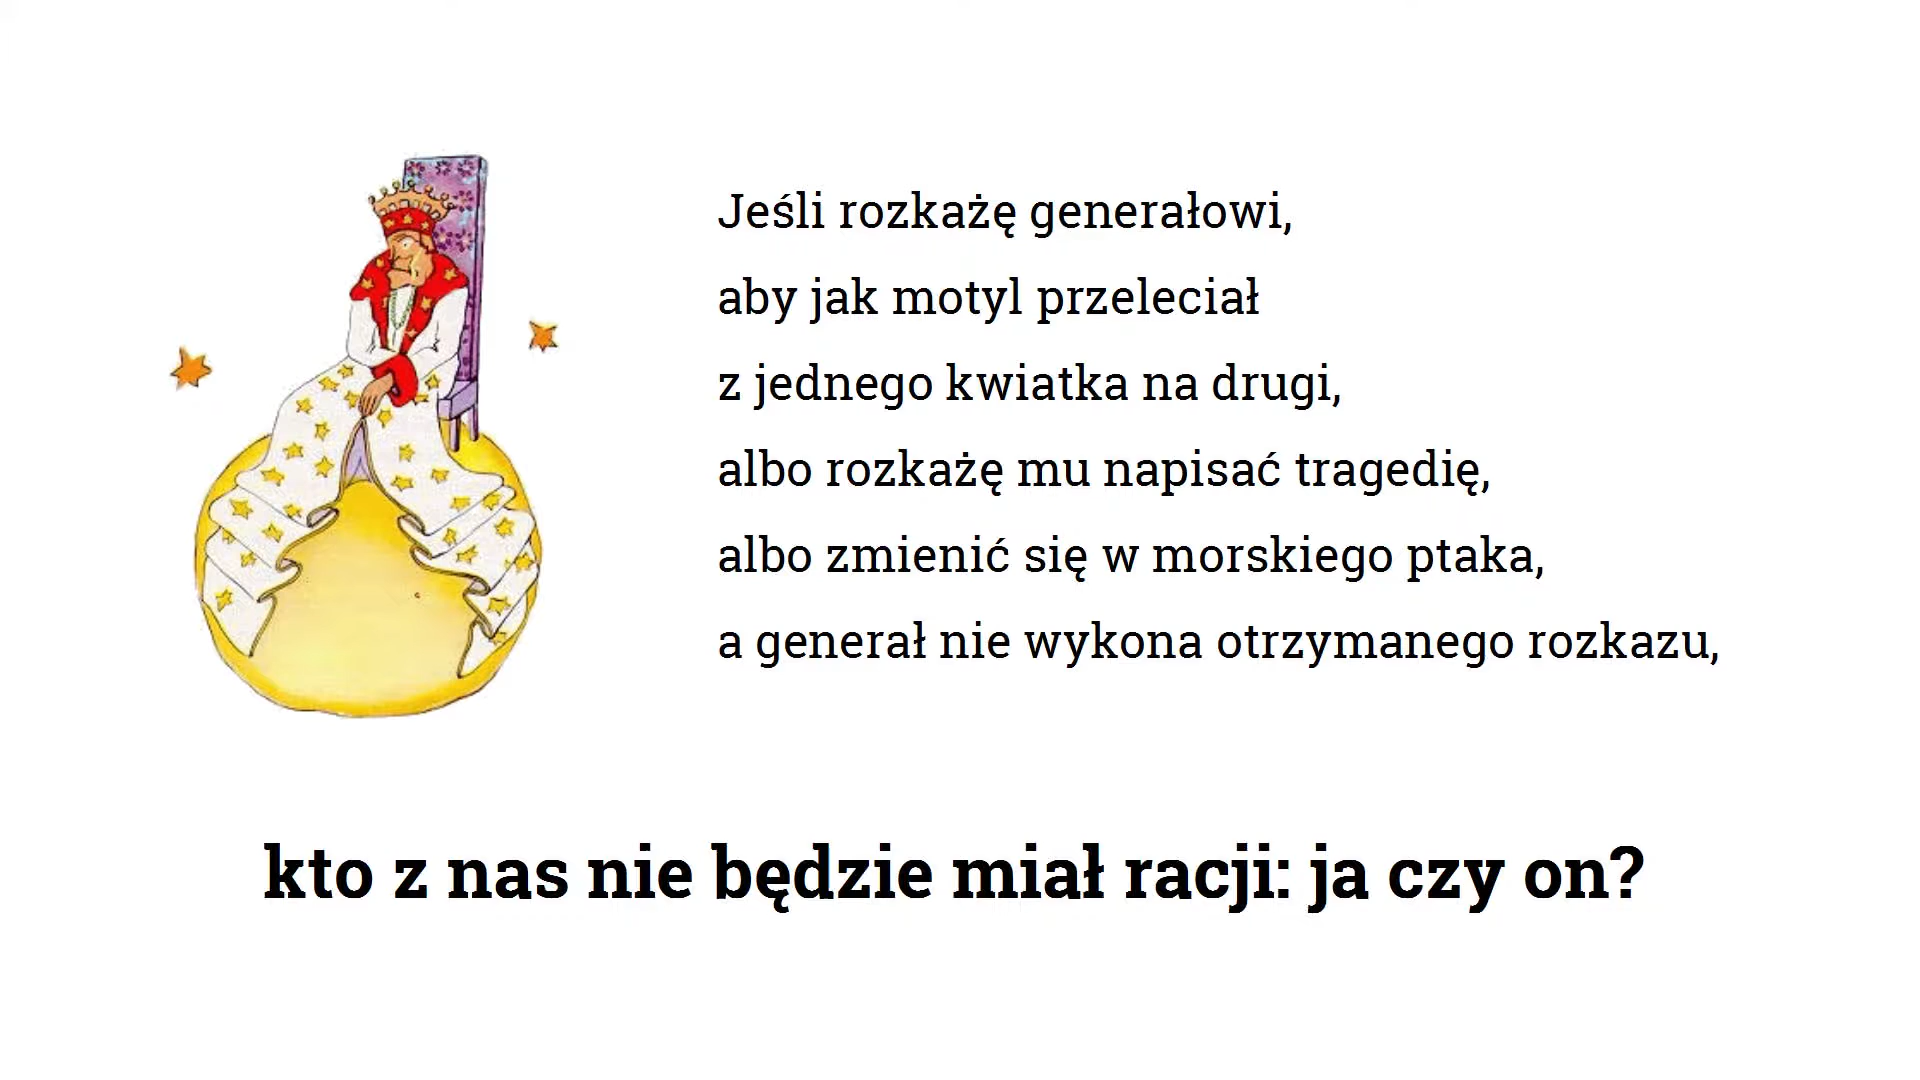 Jeśli rozkażę generałowi,
aby jak motyl przeleciał
z jednego kwiatka na drugi,
albo rozkażę mu napisać tragedię,
albo zmienić się w morskiego ptaka,
a generał nie wykona otrzymanego rozkazu,
kto z nas nie będzie miał racji: ja czy on?